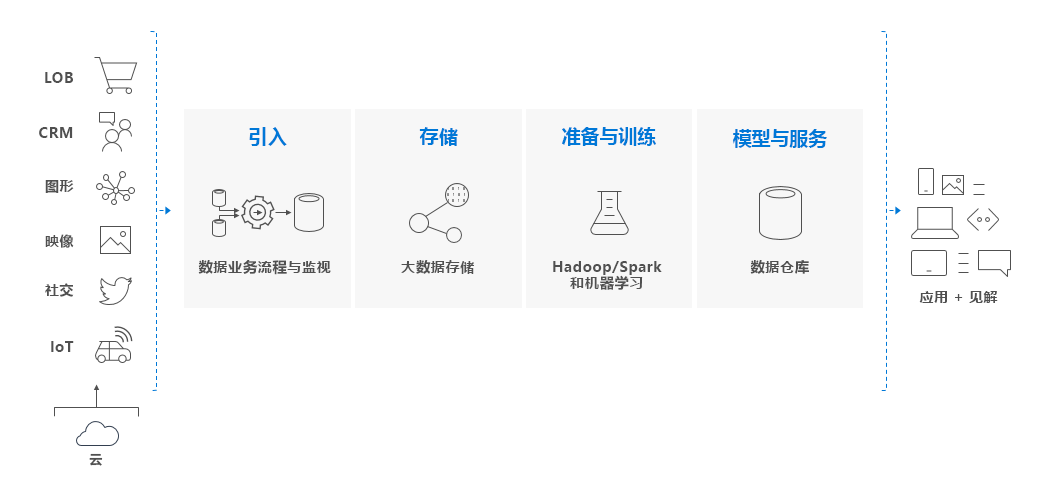 LOB
CRM
图形
映像
社交
IoT
云
引入
数据业务流程与监视
存储
大数据存储
准备与训练
Hadoop/Spark
和机器学习
模型与服务
数据仓库
应用 + 见解